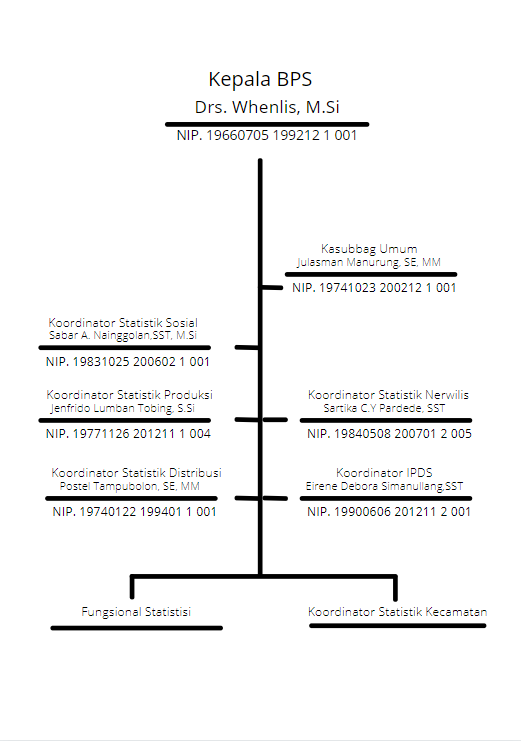 Kepala BPS
Drs. Whenlis, M.Si
NIP. 19660705 199212 1 001
Kasubbag Umum
Julasman Manurung, SE, MM
NIP. 19741023 200212 1 001
Koordinator Statistik Sosial
Sabar A. Nainggolan,SST, M.Si
NIP. 19831025 200602 1 001
Koordinator Statistik Produksi
Jenfrido Lumban Tobing, S.Si
NIP. 19771126 201211 1 004
Koordinator Statistik Nerwilis
Sartika C.Y Pardede, SST
NIP. 19840508 200701 2 005
Koordinator Statistik Distribusi
Postel Tampubolon, SE, MM
NIP. 19740122 199401 1 001
Koordinator IPDS
Eirene Debora Simanullang,SST
NIP. 19900606 201211 2 001
Fungsional Statistisi
Koordinator Statistik Kecamatan